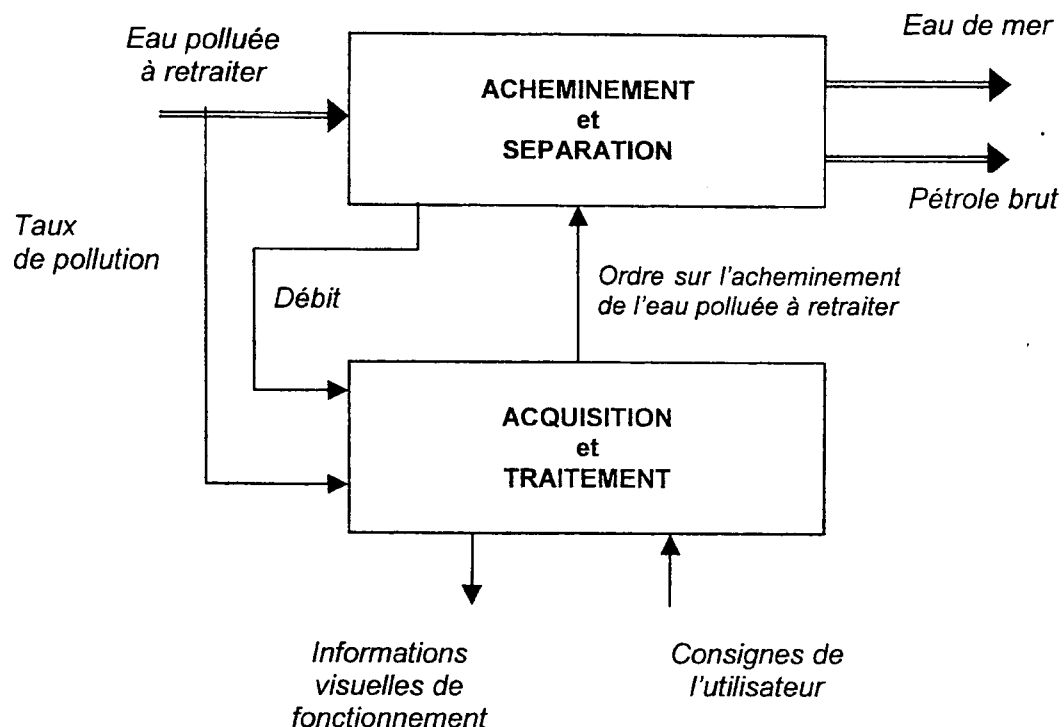 Eau polluée
à retraiter
Eau de mer
ACHEMINEMENT
et
SEPARATION
Pétrole brut
Taux
de pollution
Débit
Ordre sur l'acheminement
de l'eau polluée à retraiter
ACQUISITION
et
TRAITEMENT
Informations
visuelles de
fonctionnement
Consignes de
l'utilisateur